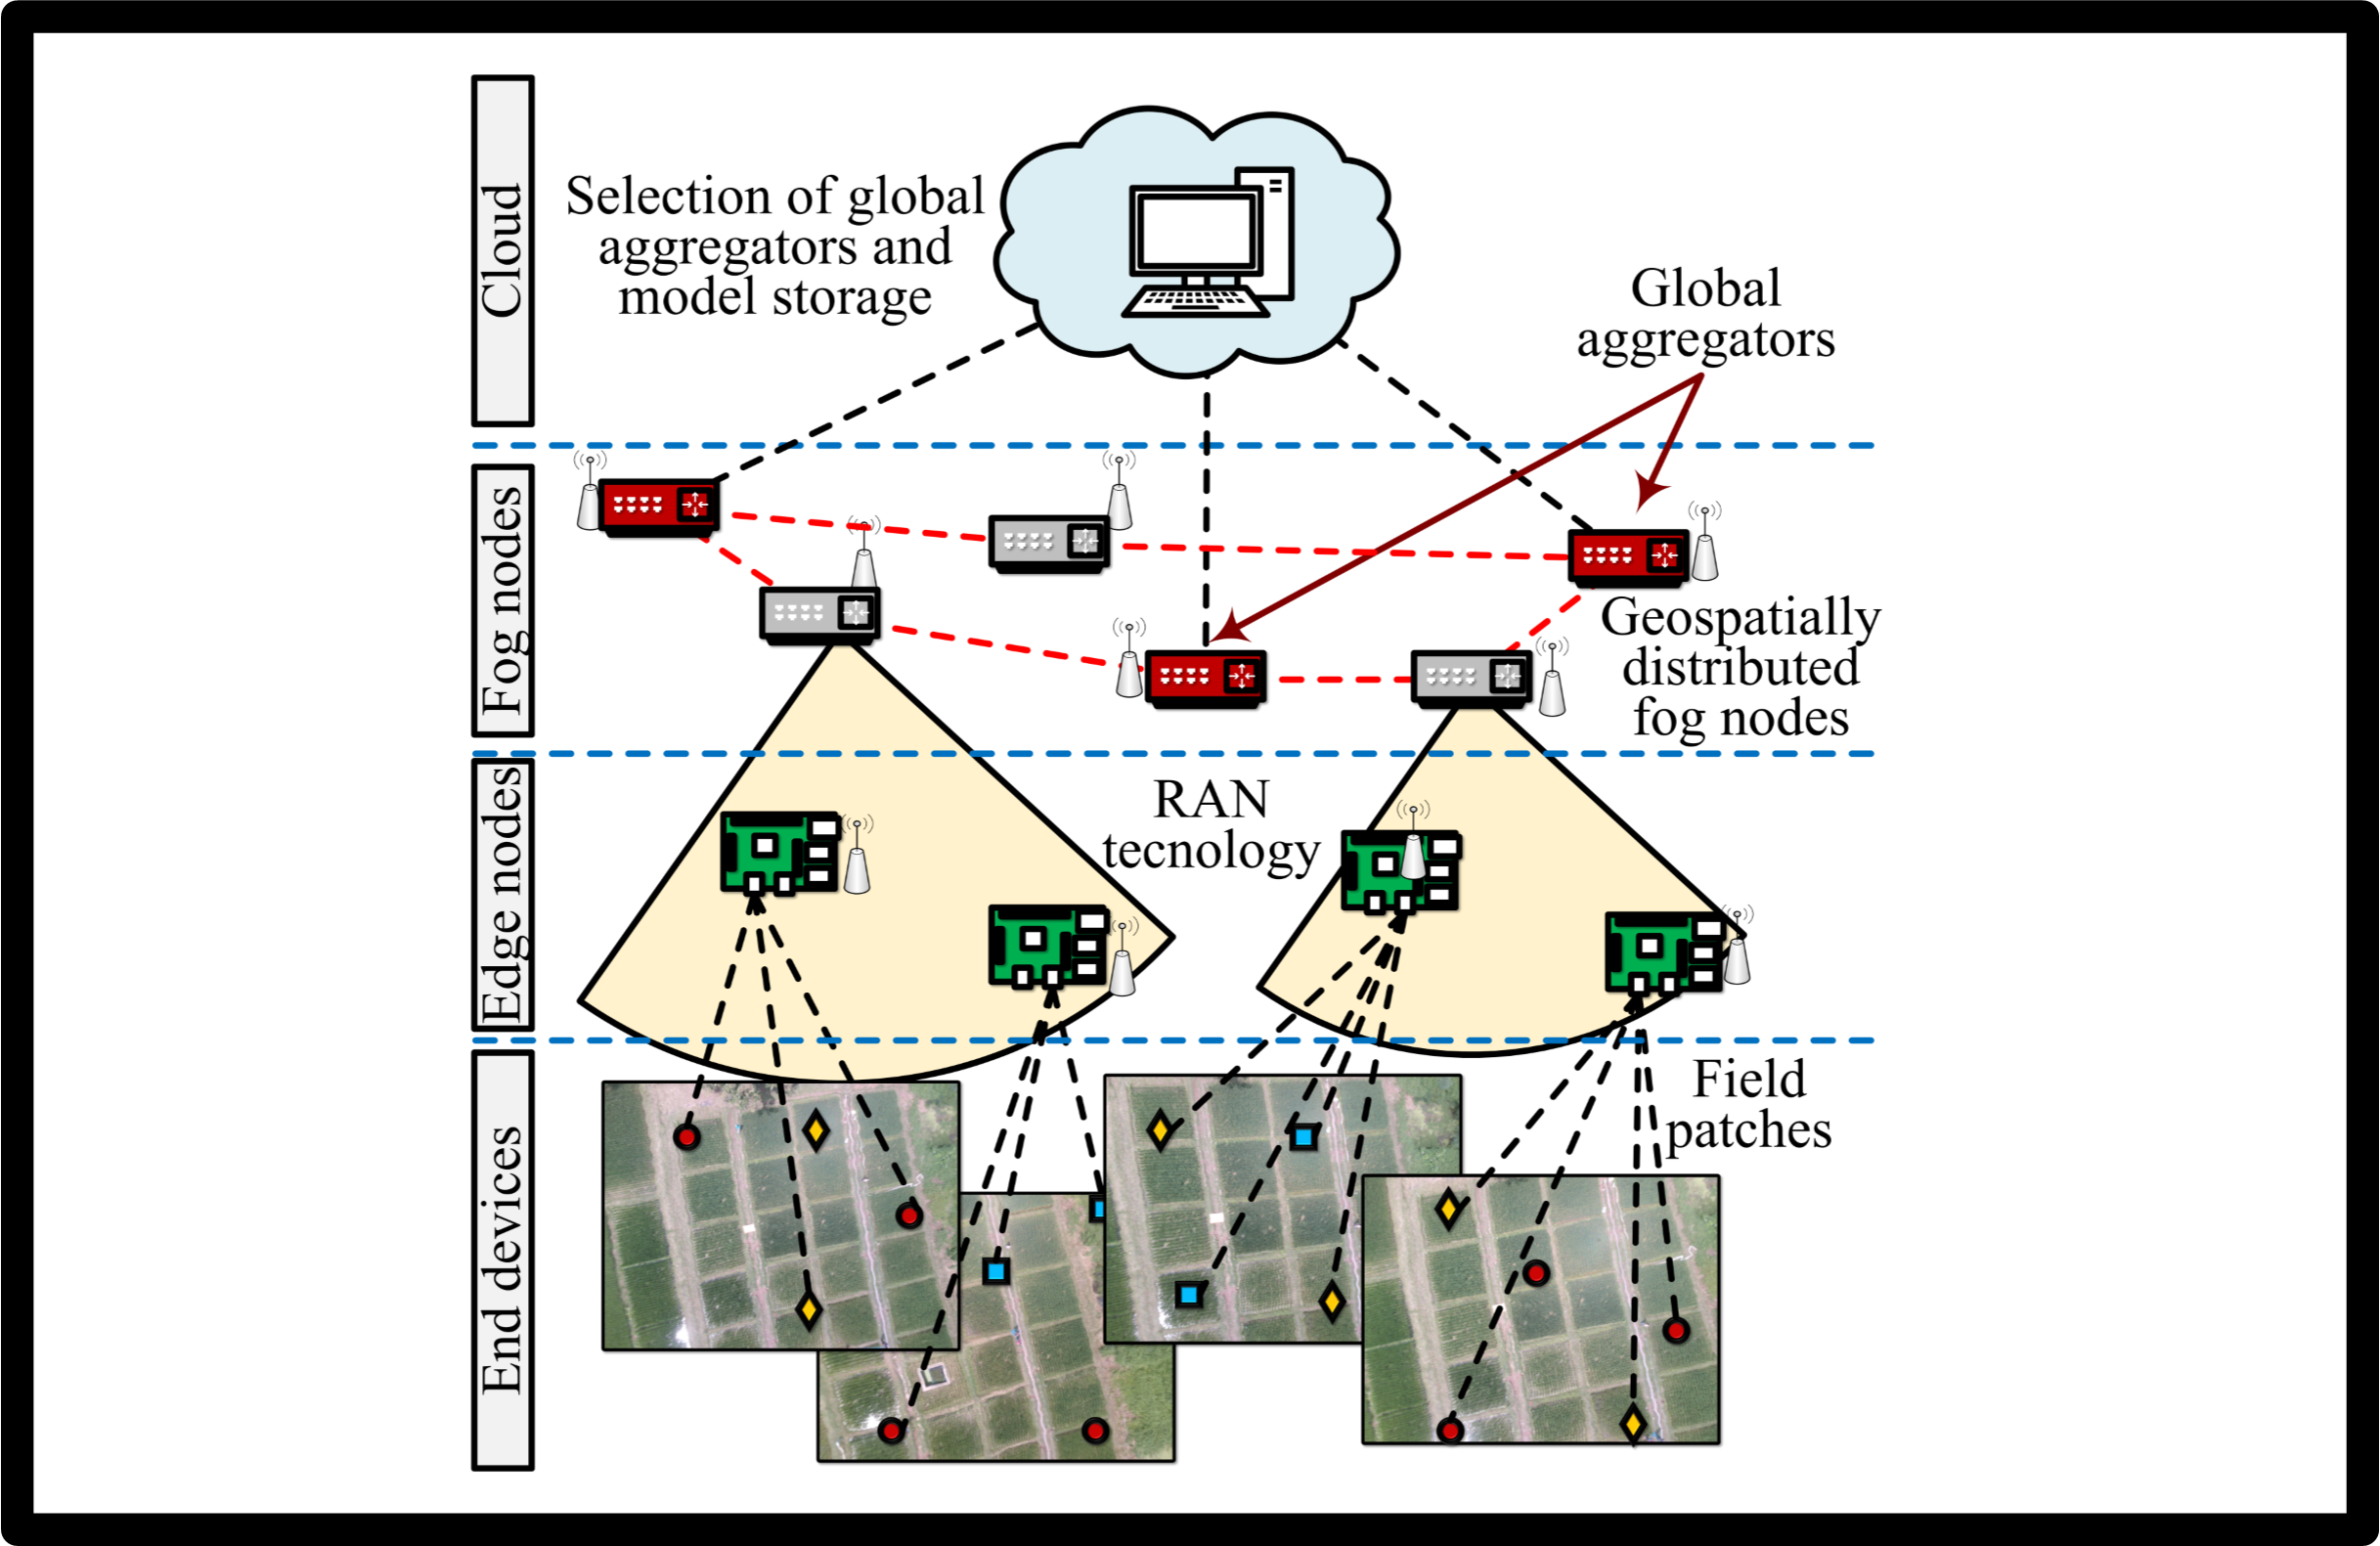 Cloud
Selection of global
aggregators and
model storage
Global
aggregators
Fog nodes
Geospatially
distributed
fog nodes
Edge nodes
RAN
tecnology
End devices
Field
patches